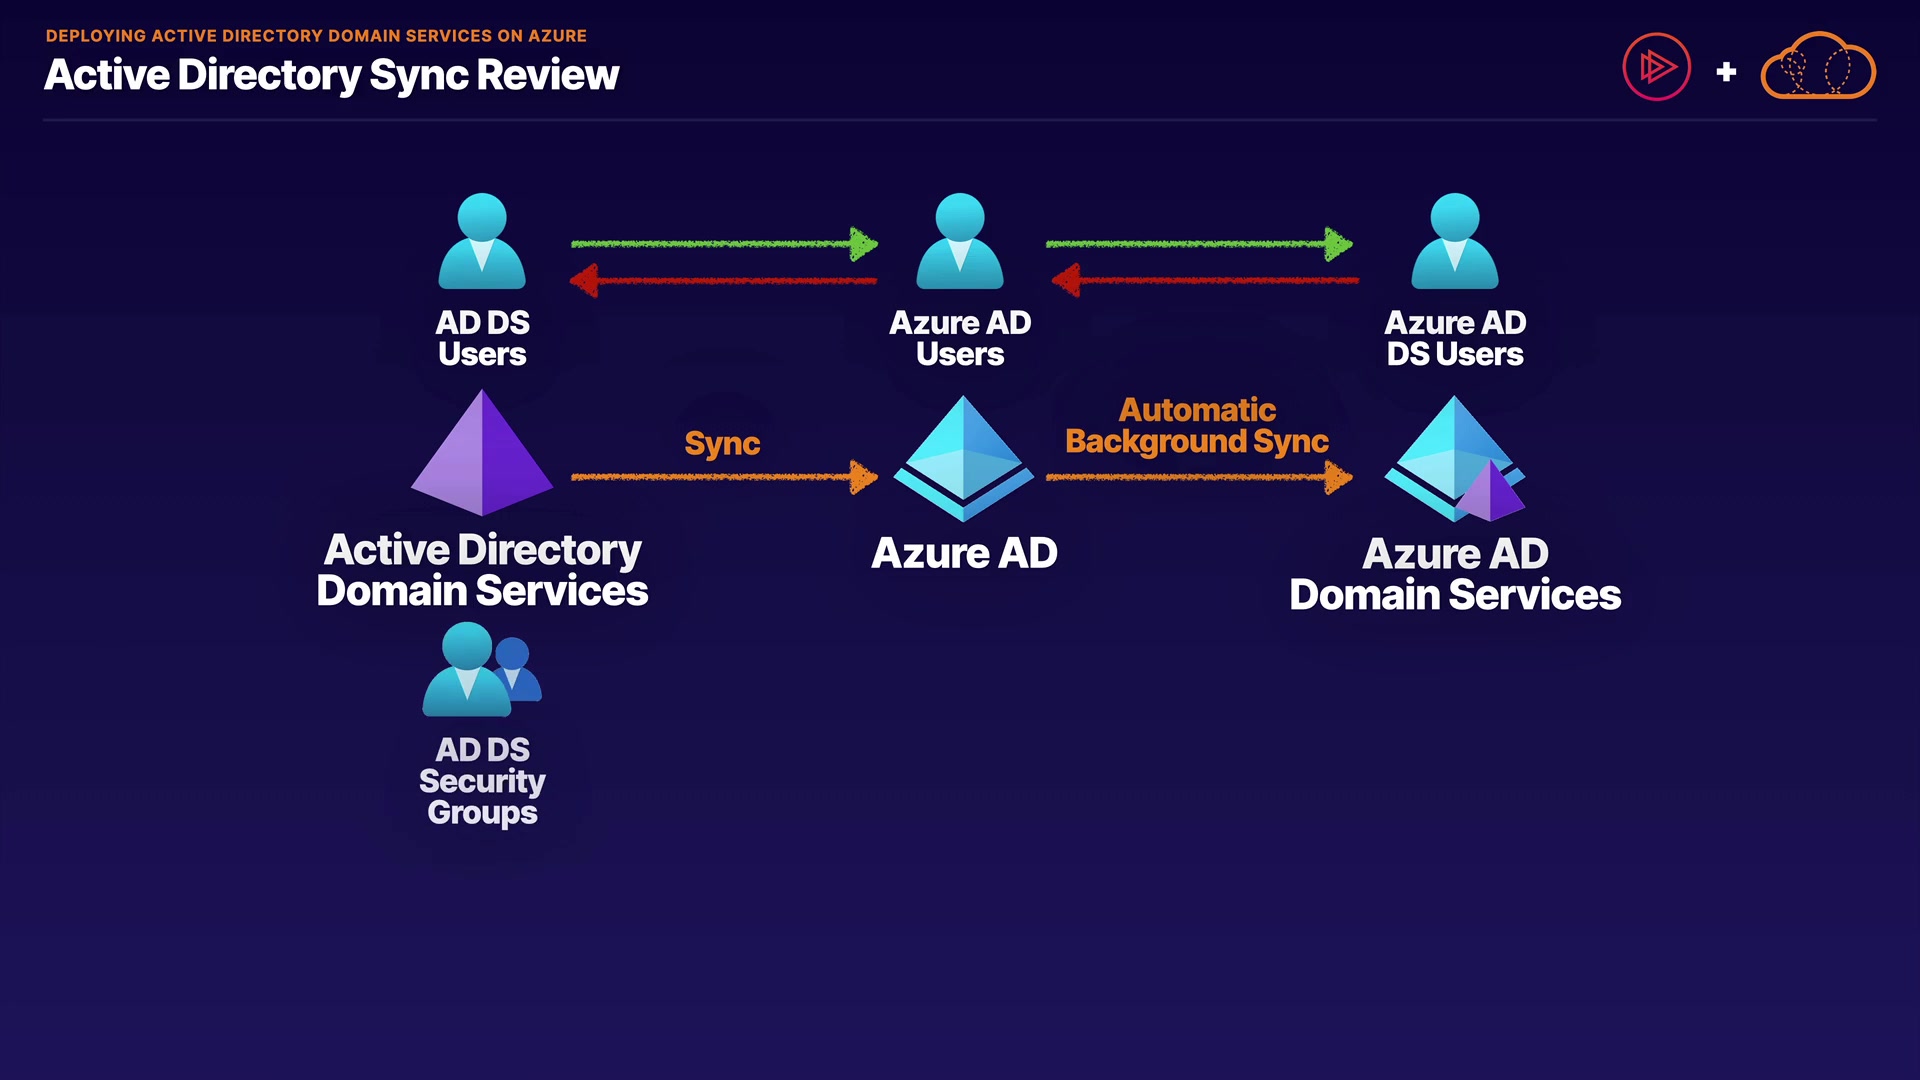 DEPLOYING ACTIVE DIRECTORY DOMAIN SERVICES ON AZURE
Active Directory Sync Review
AD DS
Users
Azure AD
Users
Azure AD
DS Users
Sync
Automatic
Background Sync
Active Directory
Domain Services
Azure AD
Azure AD
Domain Services
AD DS
Security
Groups